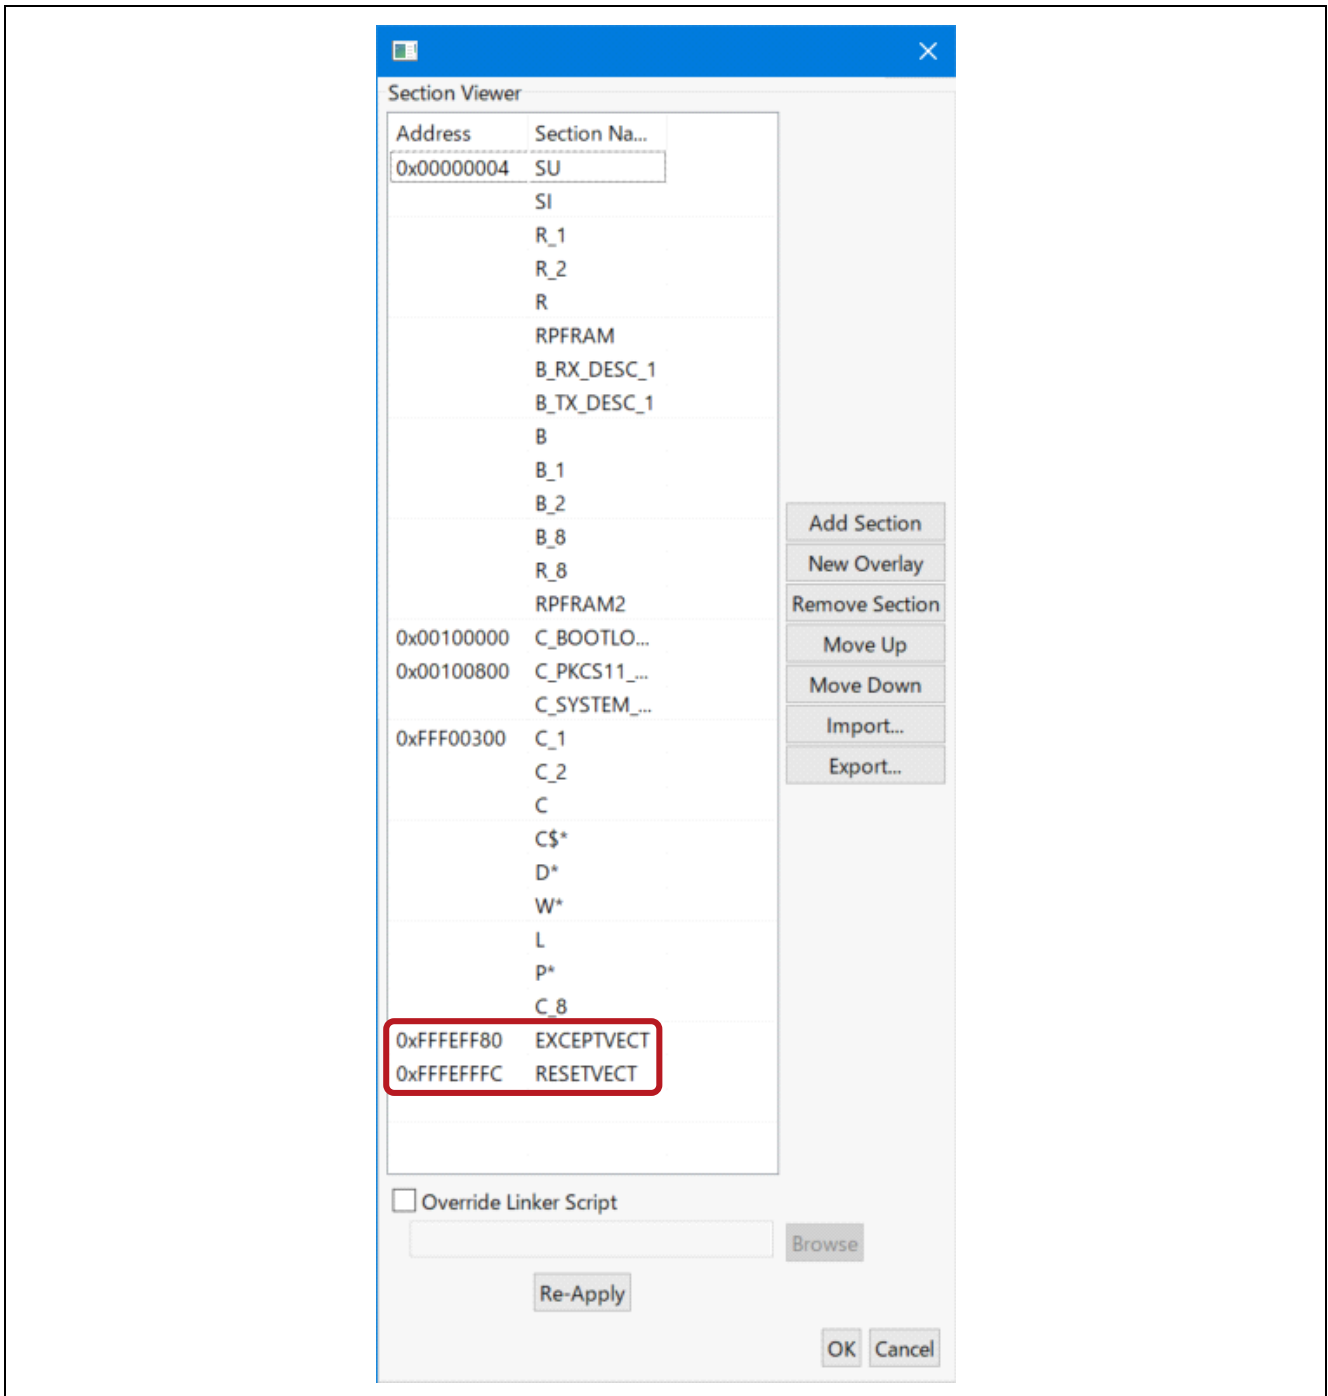 Section Viewer
Address Section Na...
0x00000004 SU
SI
R_1
R_2
R
RPFRAM
B_RX_DESC_1
B_TX_DESC_1
B
B_1
B_2
B_8
R_8
RPFRAM2
0x00100000 C_BOOTLO...
0x00100800 C_PKCS11_...
C_SYSTEM_...
0xFFF00300 C_1
C_2
C
C$*
D*
W*
L
P*
C_8
0xFFFEFF80 EXCEPTVECT
0xFFFEFFFC RESETVECT
Add Section
New Overlay
Remove Section
Move Up
Move Down
Import...
Export...
Override Linker Script
Browse
Re-Apply
OK Cancel